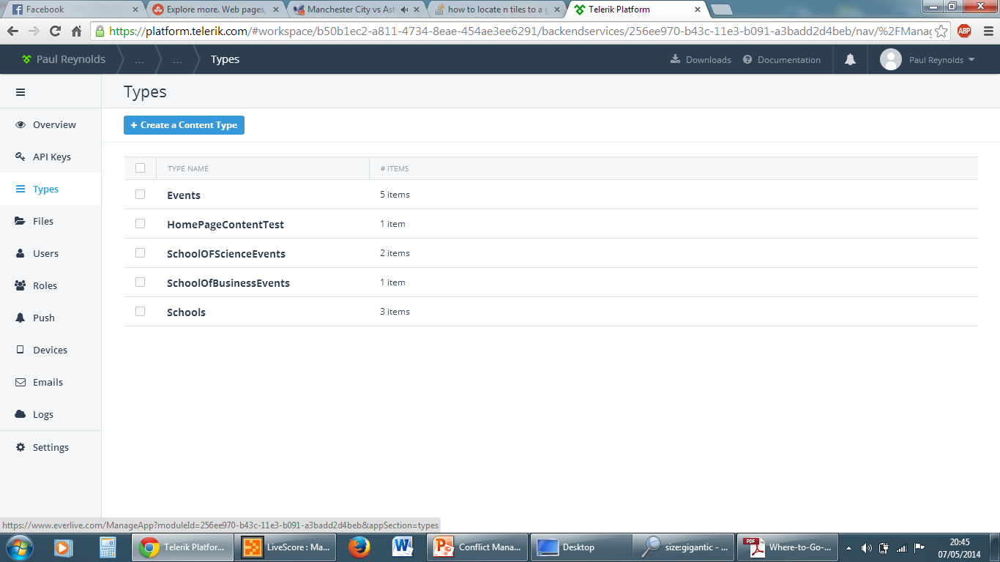 Facebook
Explore more. Web pages,
Manchester City vs Ast
how to locate n tiles to a g
Telerik Platform
https://platform.telerik.com/#workspace/b50b1ec2-a811-4734-8eae-454ae3ee6291/backendservices/256ee970-b43c-11e3-b091-a3badd2d4beb/nav/%2FManag
ABP
Paul Reynolds
...
...
Types
Downloads
Documentation
Paul Reynolds
Types
+ Create a Content Type
Overview
API Keys
Types
Files
Users
Roles
Push
Devices
Emails
Logs
Settings
TYPE NAME # ITEMS
Events 5 items
HomePageContentTest 1 item
SchoolOFScienceEvents 2 items
SchoolOfBusinessEvents 1 item
Schools 3 items
https://www.everlive.com/ManageApp?moduleId=256ee970-b43c-11e3-b091-a3badd2d4beb&appSection=types
Telerik Platfor...
LiveScore : Ma...
Conflict Mana...
Desktop
size:gigantic - ...
PDF
Where-to-Go-...
20:45
07/05/2014